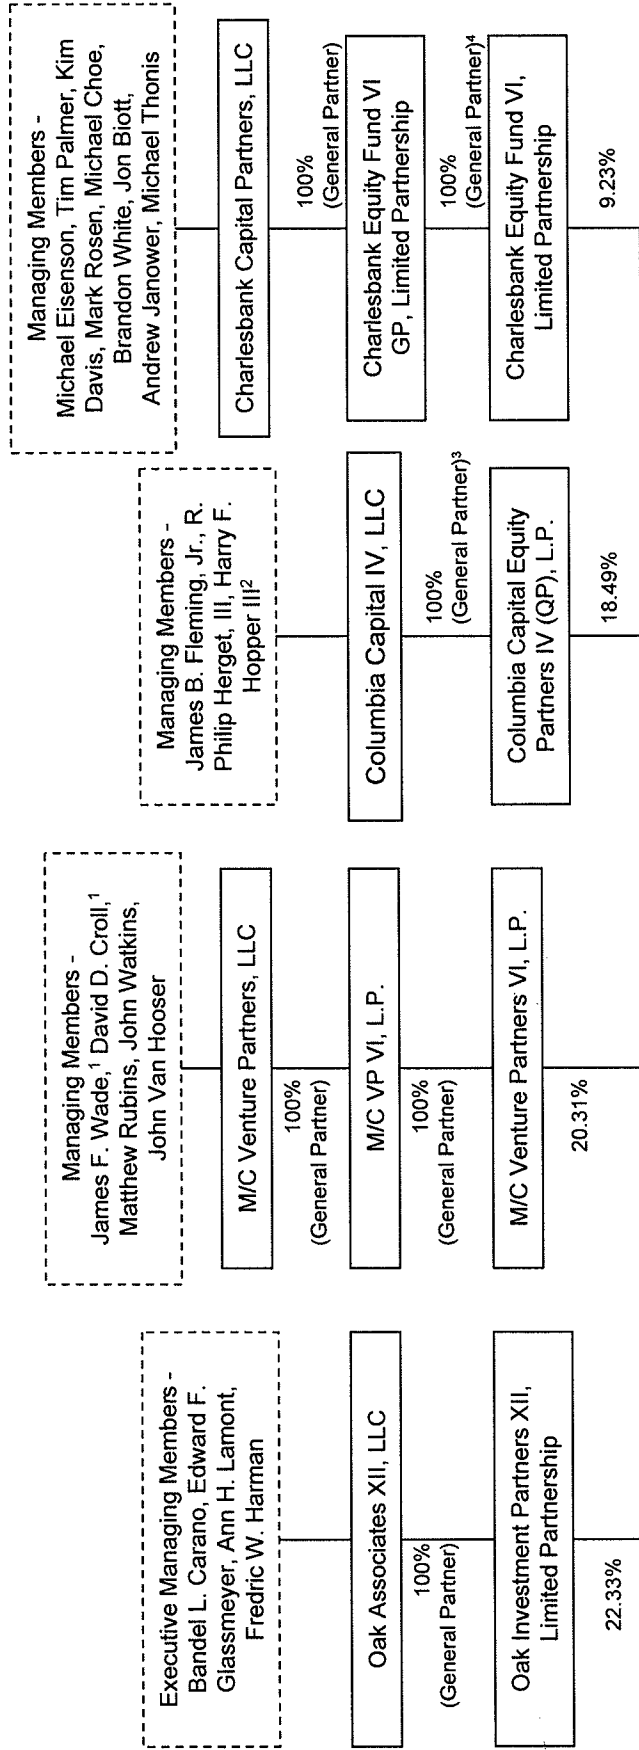 Executive Managing Members -
Bandel L. Carano, Edward F.
Glassmeyer, Ann H. Lamont,
Fredric W. Harman
Oak Associates XII, LLC
100%
(General Partner)
Oak Investment Partners XII,
Limited Partnership
22.33%
Managing Members -
James F. Wade,¹ David D. Croll,¹
Matthew Rubins, John Watkins,
John Van Hooser
M/C Venture Partners, LLC
100%
(General Partner)
M/C VP VI, L.P.
100%
(General Partner)
M/C Venture Partners VI, L.P.
20.31%
Managing Members -
James B. Fleming, Jr., R.
Philip Herget, III, Harry F.
Hopper III²
Columbia Capital IV, LLC
100%
(General Partner)³
Columbia Capital Equity
Partners IV (QP), L.P.
18.49%
Managing Members -
Michael Eisenson, Tim Palmer, Kim
Davis, Mark Rosen, Michael Choe,
Brandon White, Jon Biott,
Andrew Janower, Michael Thonis
Charlesbank Capital Partners, LLC
100%
(General Partner)
Charlesbank Equity Fund VI
GP, Limited Partnership
100%
(General Partner)⁴
Charlesbank Equity Fund VI,
Limited Partnership
9.23%